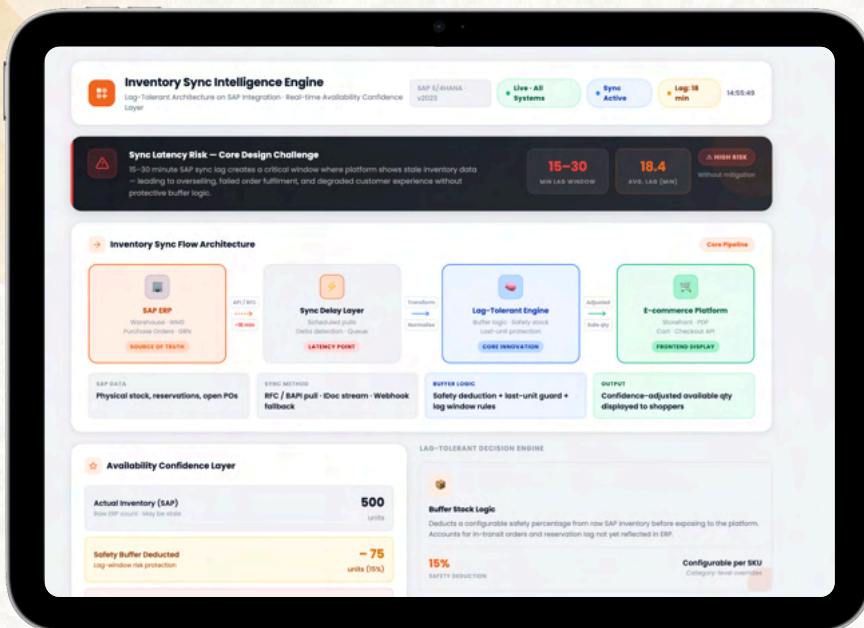 Inventory Sync Intelligence Engine
Lag-Tolerant Architecture on SAP Integration · Real-time Availability Confidence
Layer
SAP S/4HANA ·
v2023
Live · All
Systems
Sync
Active
Lag: 18
min
14:55:49
Sync Latency Risk — Core Design Challenge
15–30 minute SAP sync lag creates a critical window where platform shows stale inventory data
— leading to overselling, failed order fulfilment, and degraded customer experience without
protective buffer logic.
15–30
MIN LAG WINDOW
18.4
AVG. LAG (MIN)
⚠ HIGH RISK
Without mitigation
Inventory Sync Flow Architecture
Core Pipeline
SAP ERP
Warehouse · WMS
Purchase Orders · GRN
SOURCE OF TRUTH
API / RFC
~18 min
Sync Delay Layer
Scheduled pulls
Delta detection · Queue
LATENCY POINT
Transform
Normalize
Lag-Tolerant Engine
Buffer logic · Safety stock
Last-unit protection
CORE INNOVATION
Adjusted
Safe qty
E-commerce Platform
Storefront · PDP
Cart · Checkout API
FRONTEND DISPLAY
SAP DATA
Physical stock, reservations, open POs
SYNC METHOD
RFC / BAPI pull · IDoc stream · Webhook
fallback
BUFFER LOGIC
Safety deduction + last-unit guard +
lag window rules
OUTPUT
Confidence-adjusted available qty
displayed to shoppers
Availability Confidence Layer
Actual Inventory (SAP)
Raw ERP count · May be stale
500
units
Safety Buffer Deducted
Lag-window risk protection
– 75
units (15%)
LAG-TOLERANT DECISION ENGINE
Buffer Stock Logic
Deducts a configurable safety percentage from raw SAP inventory before exposing to the platform.
Accounts for in-transit orders and reservation lag not yet reflected in ERP.
15%
SAFETY DEDUCTION
Configurable per SKU
Category-level overrides